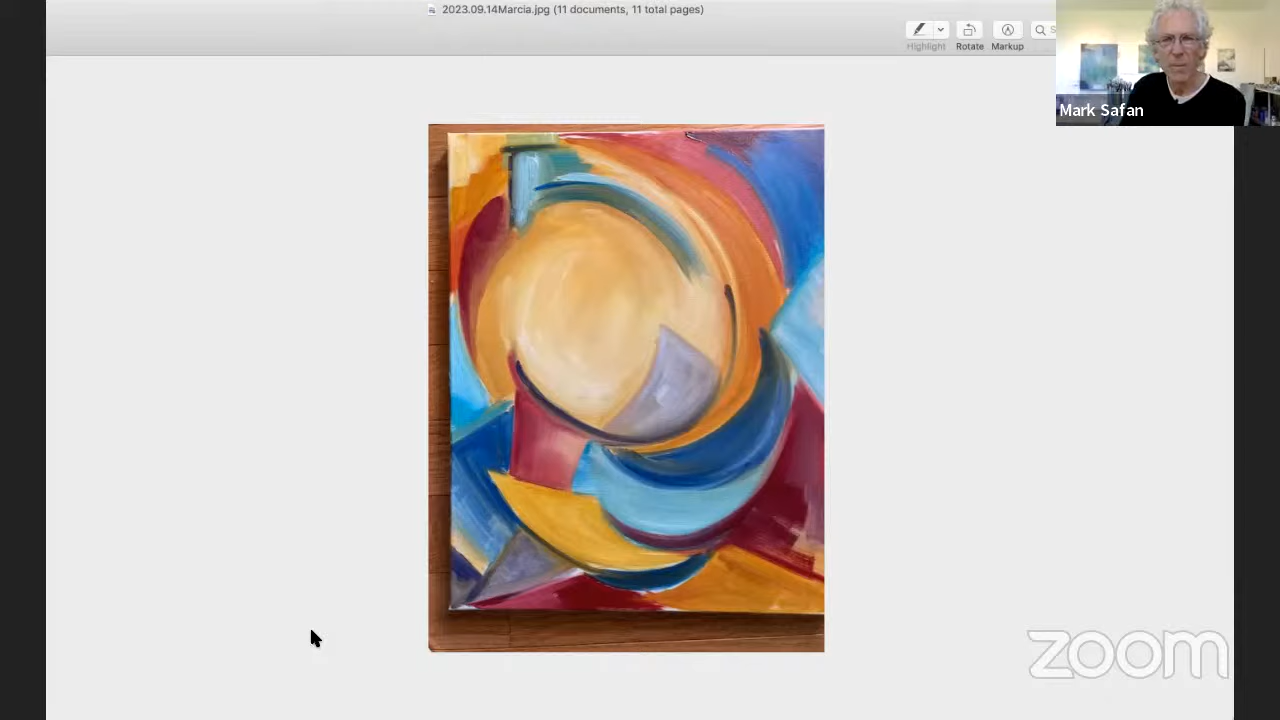 2023.09.14Marcia.jpg (11 documents, 11 total pages)
Highlight
Rotate
Markup
Mark Safan
zoom